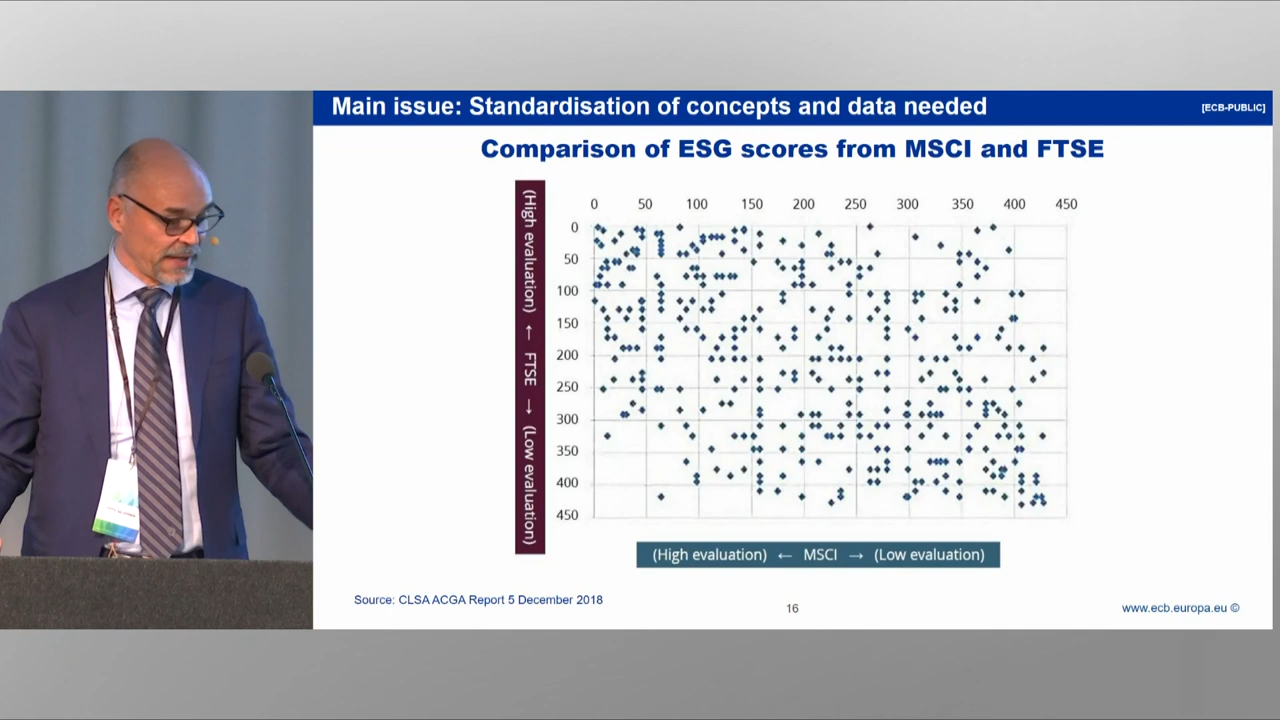 Main issue: Standardisation of concepts and data needed
[ECB-PUBLIC]
Comparison of ESG scores from MSCI and FTSE
0 50 100 150 200 250 300 350 400 450
0
50
100
150
200
250
300
350
400
450
(High evaluation) ← FTSE → (Low evaluation)
(High evaluation) ← MSCI → (Low evaluation)
Source: CLSA ACGA Report 5 December 2018
16
www.ecb.europa.eu ©